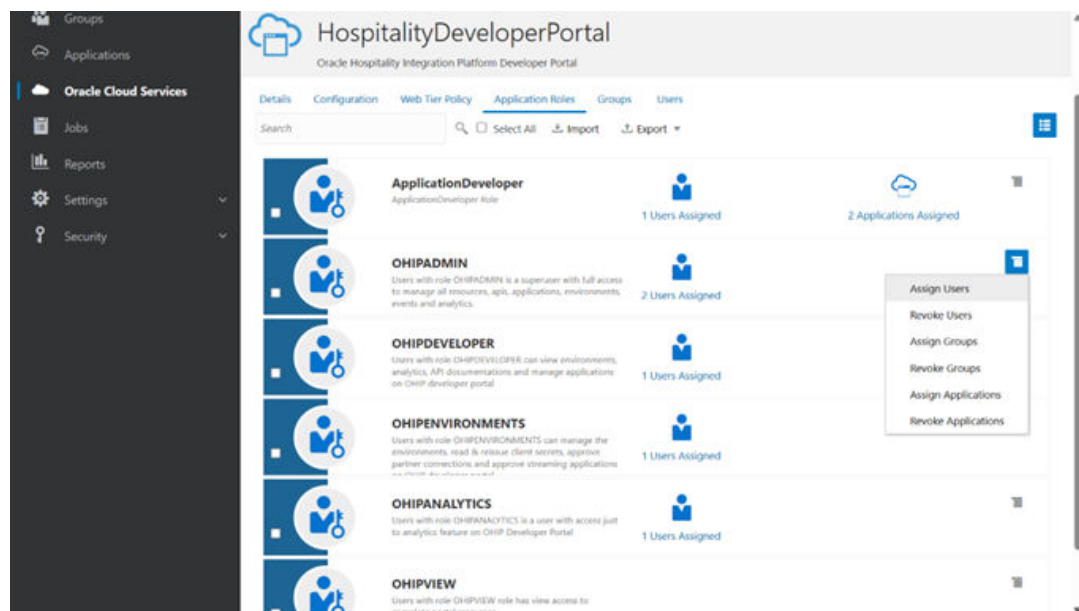 Groups
Applications
Oracle Cloud Services
Jobs
Reports
Settings
Security
HospitalityDeveloperPortal
Oracle Hospitality Integration Platform Developer Portal
Details Configuration Web Tier Policy Application Roles Groups Users
Search Select All Import Export
ApplicationDeveloper
ApplicationDeveloper Role
1 Users Assigned
2 Applications Assigned
OHIPADMIN
Users with role OHIPADMIN is a superuser with full access
to manage all resources, apis, applications, environments,
events and analytics.
2 Users Assigned
Assign Users
Revoke Users
Assign Groups
Revoke Groups
Assign Applications
Revoke Applications
OHIPDEVELOPER
Users with role OHIPDEVELOPER can view environments,
analytics, API documentations and manage applications
on OHIP developer portal
1 Users Assigned
OHIPENVIRONMENTS
Users with role OHIPENVIRONMENTS can manage the
environments, read & reissue client secrets, approve
partner connections and approve streaming applications
on OHIP developer portal
1 Users Assigned
OHIPANALYTICS
Users with role OHIPANALYTICS is a user with access just
to analytics feature on OHIP Developer Portal
1 Users Assigned
OHIPVIEW
Users with role OHIPVIEW role has view access to